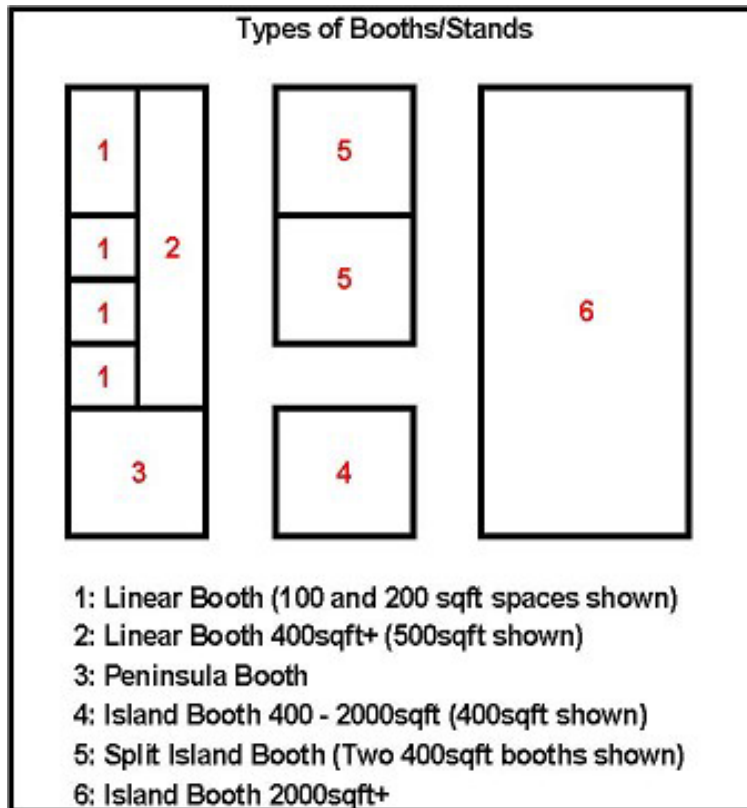 Types of Booths/Stands
1
5
1
2
5
1
6
1
3
4
1: Linear Booth (100 and 200 sqft spaces shown)
2: Linear Booth 400sqft+ (500sqft shown)
3: Peninsula Booth
4: Island Booth 400 - 2000sqft (400sqft shown)
5: Split Island Booth (Two 400sqft booths shown)
6: Island Booth 2000sqft+